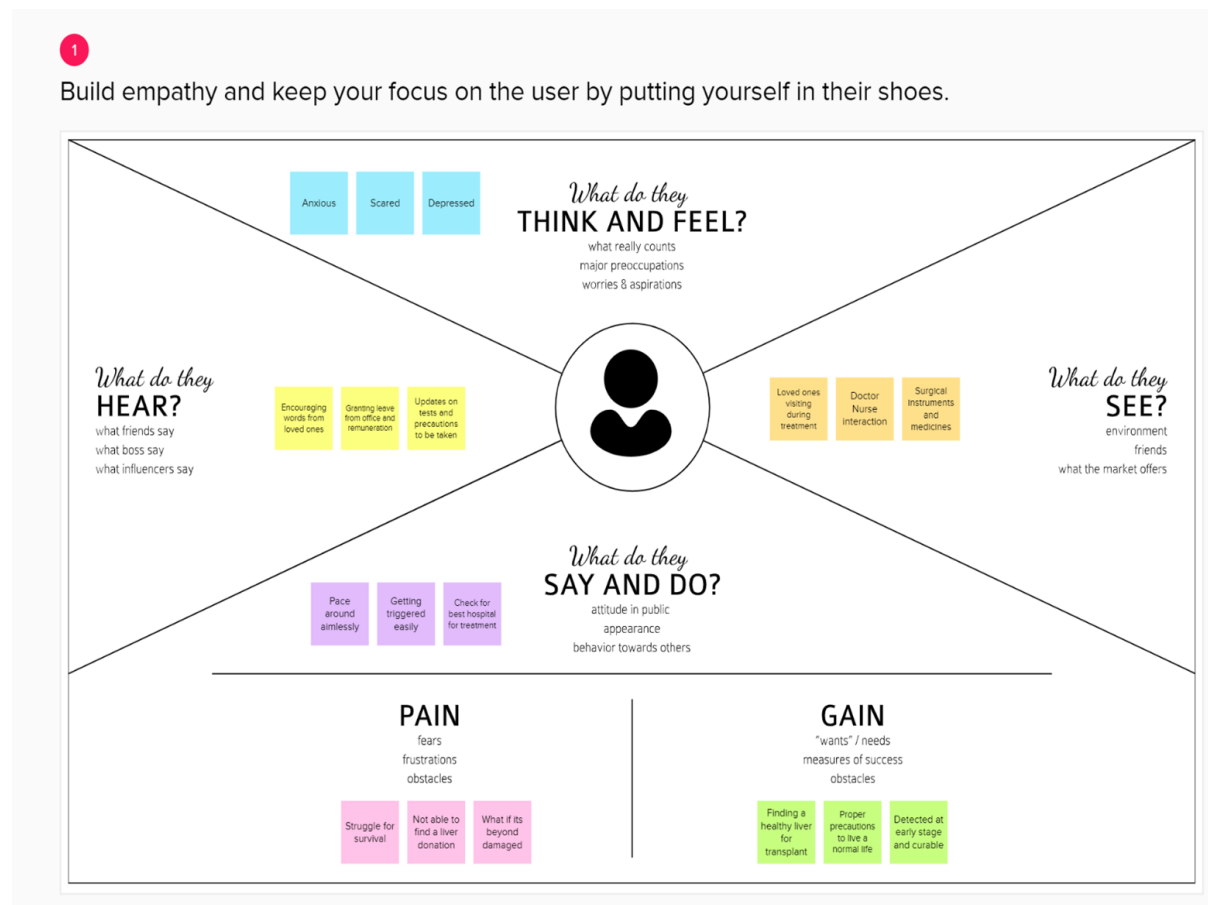 1
Build empathy and keep your focus on the user by putting yourself in their shoes.
Anxious
Scared
Depressed
What do they
THINK AND FEEL?
what really counts
major preoccupations
worries & aspirations
What do they
HEAR?
what friends say
what boss say
what influencers say
Encouraging
words from
loved ones
Granting leave
from office and
remuneration
Updates on
tests and
precautions
to be taken
Loved ones
visiting
during
treatment
Doctor
Nurse
interaction
Surgical
instruments
and
medicines
What do they
SEE?
environment
friends
what the market offers
What do they
SAY AND DO?
attitude in public
appearance
behavior towards others
Pace
around
aimlessly
Getting
triggered
easily
Check for
best hospital
for treatment
PAIN
fears
frustrations
obstacles
Struggle for
survival
Not able to
find a liver
donation
What if its
beyond
damaged
GAIN
"wants" / needs
measures of success
obstacles
Finding a
healthy liver
for
transplant
Proper
precautions
to live a
normal life
Detected at
early stage
and curable